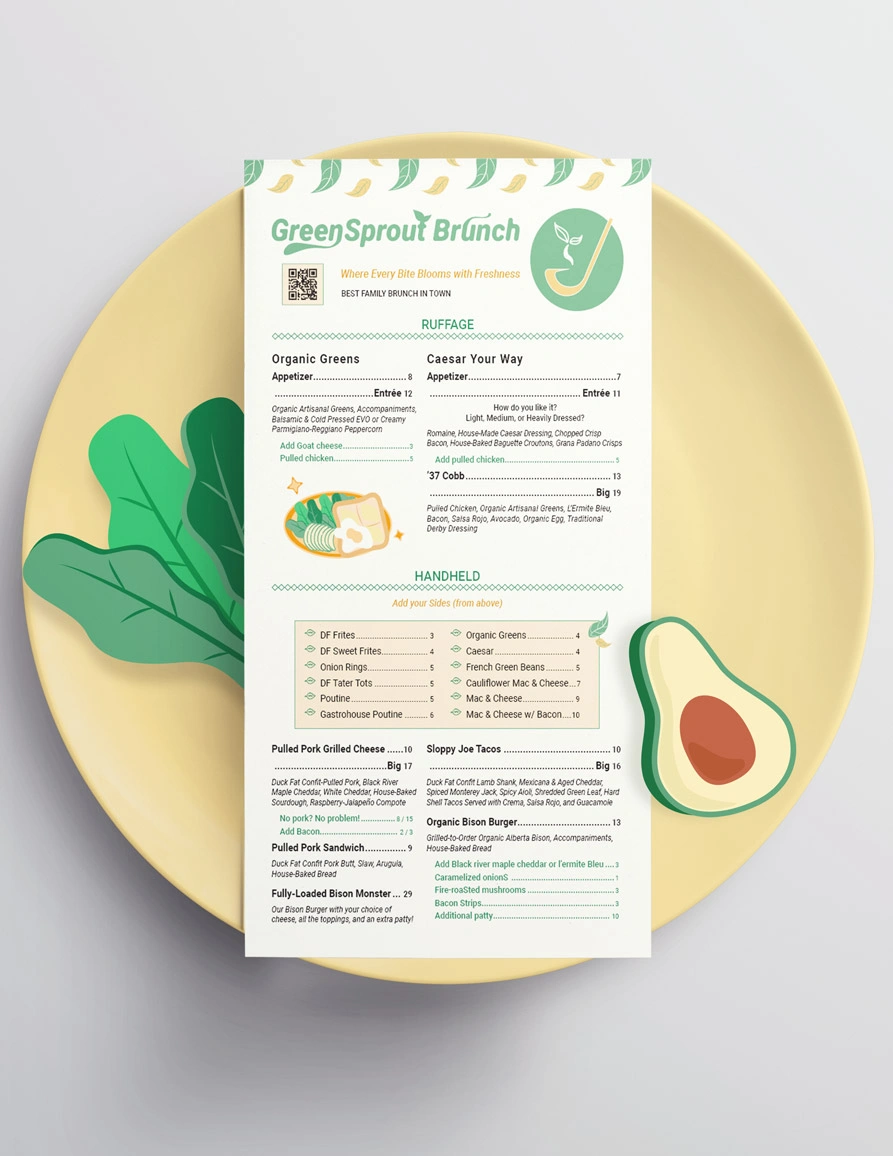 GreenSprout Brunch
Where Every Bite Blooms with Freshness
BEST FAMILY BRUNCH IN TOWN
RUFFAGE
Organic Greens
Appetizer 8
Entrée 12
Organic Artisanal Greens, Accompaniments,
Balsamic & Cold Pressed EVO or Creamy
Parmigiano-Reggiano Peppercorn
Add Goat cheese 3
Pulled chicken 5
Caesar Your Way
Appetizer 7
Entrée 11
How do you like it?
Light, Medium, or Heavily Dressed?
Romaine, House-Made Caesar Dressing, Chopped Crisp
Bacon, House-Baked Baguette Croutons, Grana Padano Crisps
Add pulled chicken 5
'37 Cobb 13
Big 19
Pulled Chicken, Organic Artisanal Greens, L'Ermite Bleu,
Bacon, Salsa Rojo, Avocado, Organic Egg, Traditional
Derby Dressing
HANDHELD
Add your Sides (from above)
DF Frites 3
DF Sweet Frites 4
Onion Rings 5
DF Tater Tots 5
Poutine 5
Gastrohouse Poutine 6
Organic Greens 4
Caesar 4
French Green Beans 5
Cauliflower Mac & Cheese 7
Mac & Cheese 9
Mac & Cheese w/ Bacon 10
Pulled Pork Grilled Cheese 10
Big 17
Duck Fat Confit-Pulled Pork, Black River
Maple Cheddar, White Cheddar, House-Baked
Sourdough, Raspberry-Jalapeño Compote
No pork? No problem! 8 / 15
Add Bacon 2 / 3
Pulled Pork Sandwich 9
Duck Fat Confit Pork Butt, Slaw, Arugula,
House-Baked Bread
Fully-Loaded Bison Monster 29
Our Bison Burger with your choice of
cheese, all the toppings, and an extra patty!
Sloppy Joe Tacos 10
Big 16
Duck Fat Confit Lamb Shank, Mexicana & Aged Cheddar,
Spiced Monterey Jack, Spicy Aioli, Shredded Green Leaf, Hard
Shell Tacos Served with Crema, Salsa Rojo, and Guacamole
Organic Bison Burger 13
Grilled-to-Order Organic Alberta Bison, Accompaniments,
House-Baked Bread
Add Black river maple cheddar or l'ermite Bleu 3
Caramelized onionS 1
Fire-roaSted mushrooms 3
Bacon Strips 3
Additional patty 10